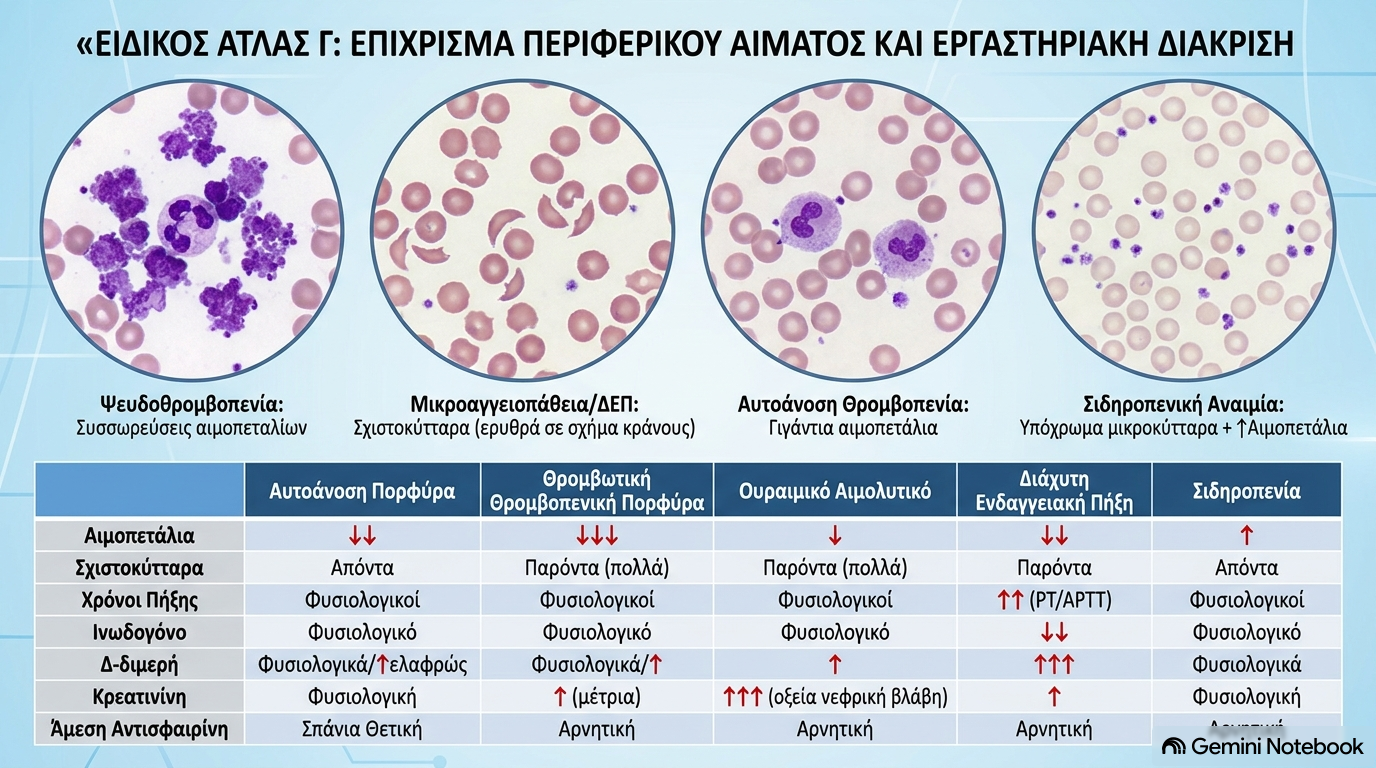 «ΕΙΔΙΚΟΣ ΑΤΛΑΣ Γ: ΕΠΙΧΡΙΣΜΑ ΠΕΡΙΦΕΡΙΚΟΥ ΑΙΜΑΤΟΣ ΚΑΙ ΕΡΓΑΣΤΗΡΙΑΚΗ ΔΙΑΚΡΙΣΗ
Ψευδοθρομβοπενία:
Συσσωρεύσεις αιμοπεταλίων
Μικροαγγειοπάθεια/ΔΕΠ:
Σχιστοκύτταρα (ερυθρά σε σχήμα κράνους)
Αυτοάνοση Θρομβοπενία:
Γιγάντια αιμοπετάλια
Σιδηροπενική Αναιμία:
Υπόχρωμα μικροκύτταρα + ↑Αιμοπετάλια
Αυτοάνοση Πορφύρα
Θρομβωτική
Θρομβοπενική Πορφύρα
Ουραιμικό Αιμολυτικό
Διάχυτη
Ενδαγγειακή Πήξη
Σιδηροπενία
Αιμοπετάλια ↓↓ ↓↓↓ ↓ ↓↓ ↑
Σχιστοκύτταρα Απόντα Παρόντα (πολλά) Παρόντα (πολλά) Παρόντα Απόντα
Χρόνοι Πήξης Φυσιολογικοί Φυσιολογικοί Φυσιολογικοί ↑↑ (PT/APTT) Φυσιολογικοί
Ινωδογόνο Φυσιολογικό Φυσιολογικό Φυσιολογικό ↓↓ Φυσιολογικό
Δ-διμερή Φυσιολογικά/↑ελαφρώς Φυσιολογικά/↑ ↑ ↑↑↑ Φυσιολογικά
Κρεατινίνη Φυσιολογική ↑ (μέτρια) ↑↑↑ (οξεία νεφρική βλάβη) ↑ Φυσιολογική
Άμεση Αντισφαιρίνη Σπάνια Θετική Αρνητική Αρνητική Αρνητική
Gemini Notebook